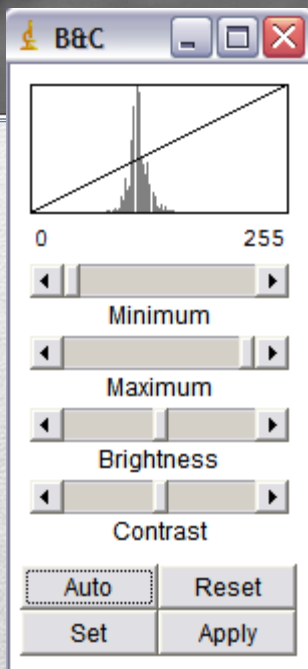 B&C
0 255
Minimum
Maximum
Brightness
Contrast
Auto Reset
Set Apply